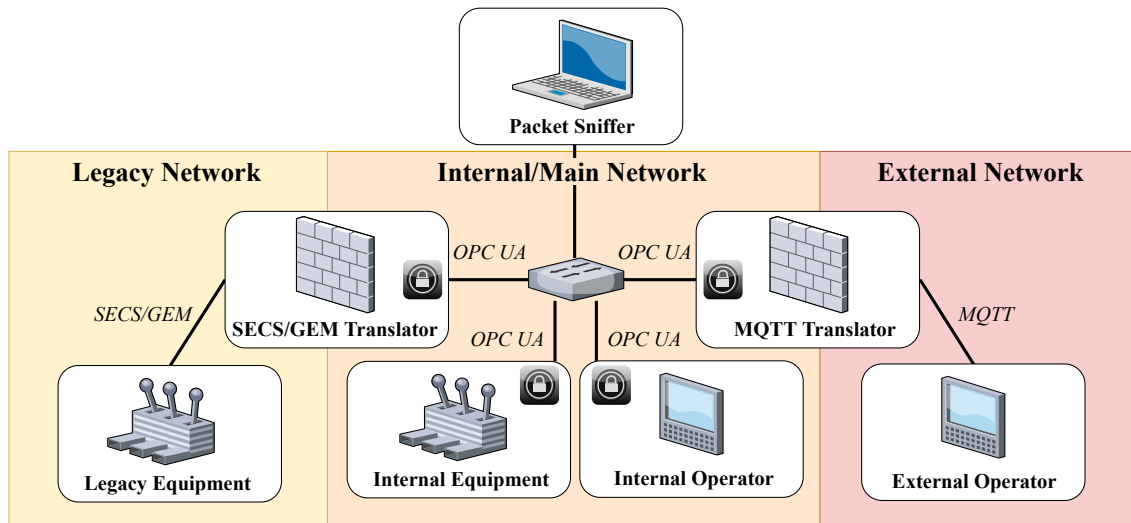 Packet Sniffer
Legacy Network
Internal/Main Network
External Network
OPC UA
OPC UA
SECS/GEM
SECS/GEM Translator
MQTT Translator
MQTT
OPC UA
OPC UA
Legacy Equipment
Internal Equipment
Internal Operator
External Operator